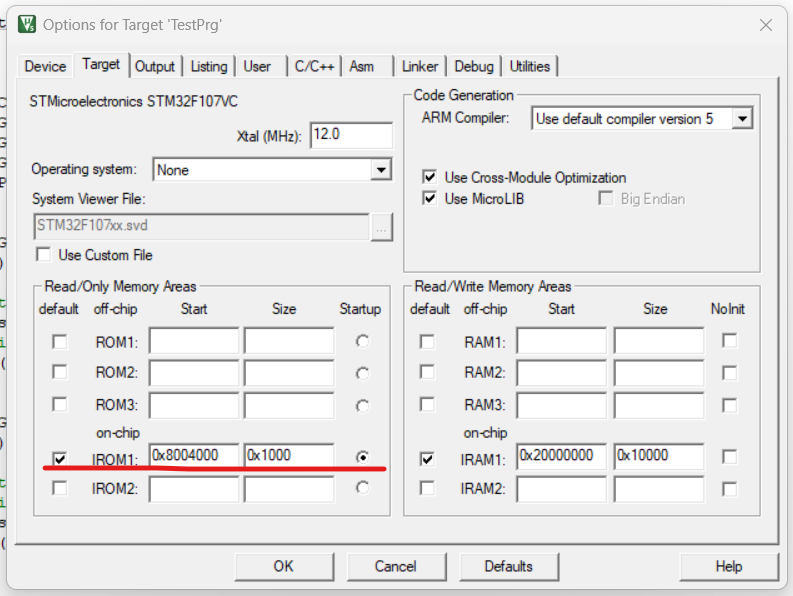 Options for Target 'TestPrg'
Device Target Output Listing User C/C++ Asm Linker Debug Utilities
STMicroelectronics STM32F107VC
Xtal (MHz): 12.0
Operating system: None
System Viewer File:
STM32F107xx.svd
...
Use Custom File
Code Generation
ARM Compiler: Use default compiler version 5
Use Cross-Module Optimization
Use MicroLIB Big Endian
Read/Only Memory Areas
default off-chip Start Size Startup
ROM1:
ROM2:
ROM3:
on-chip
IROM1: 0x8004000 0x1000
IROM2:
Read/Write Memory Areas
default off-chip Start Size NoInit
RAM1:
RAM2:
RAM3:
on-chip
IRAM1: 0x20000000 0x10000
IRAM2:
OK Cancel Defaults Help